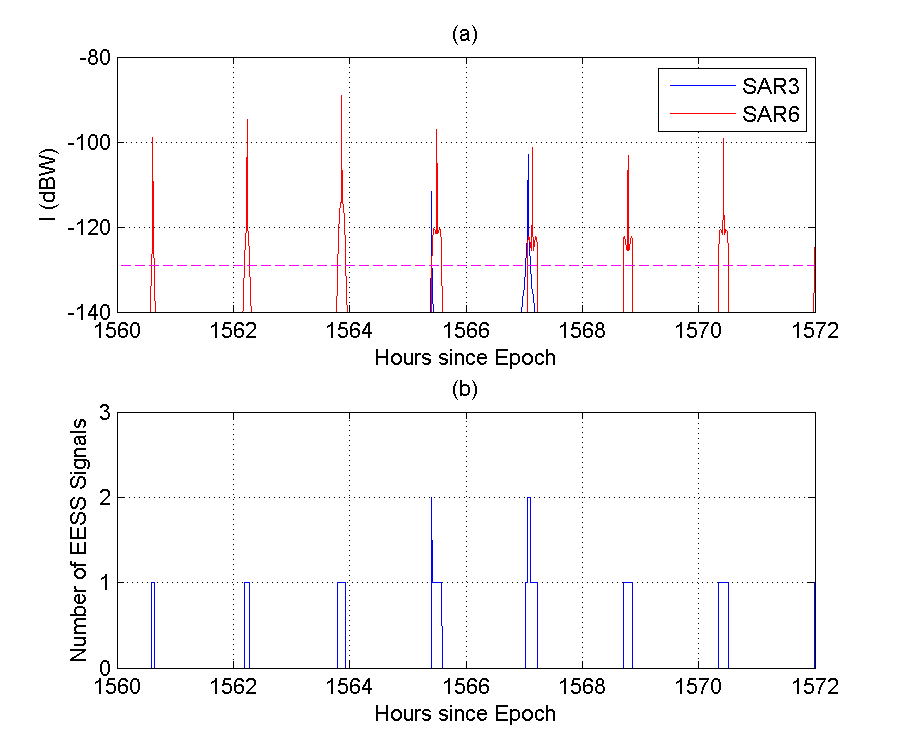 (a)
-80
-100
-120
-140
I (dBW)
SAR3
SAR6
1560 1562 1564 1566 1568 1570 1572
Hours since Epoch
(b)
3
2
1
0
Number of EESS Signals
1560 1562 1564 1566 1568 1570 1572
Hours since Epoch